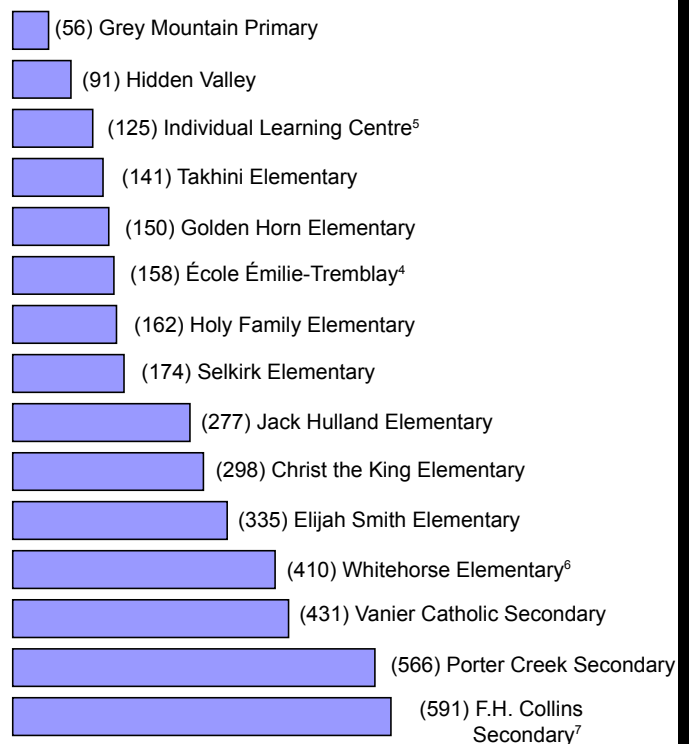 (56) Grey Mountain Primary
(91) Hidden Valley
(125) Individual Learning Centre⁵
(141) Takhini Elementary
(150) Golden Horn Elementary
(158) École Émilie-Tremblay⁴
(162) Holy Family Elementary
(174) Selkirk Elementary
(277) Jack Hulland Elementary
(298) Christ the King Elementary
(335) Elijah Smith Elementary
(410) Whitehorse Elementary⁶
(431) Vanier Catholic Secondary
(566) Porter Creek Secondary
(591) F.H. Collins
Secondary⁷